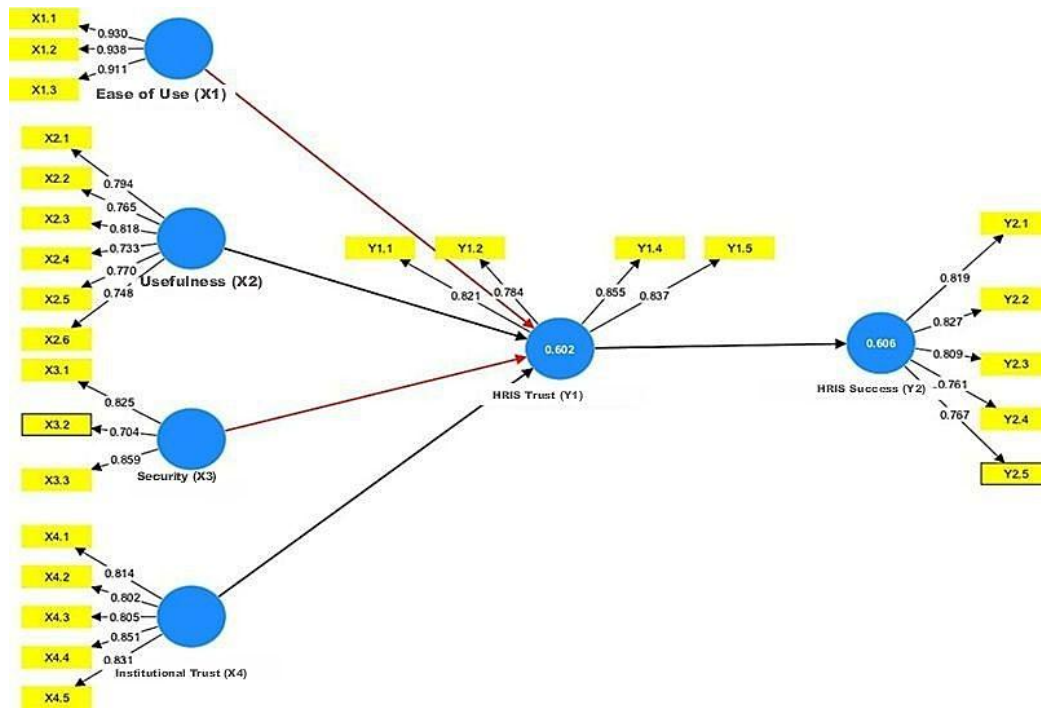 X1.1
0.930
X1.2
0.938
0.911
X1.3
Ease of Use (X1)
X2.1
0.794
X2.2
0.765
X2.3
0.818
0.733
X2.4
0.770
X2.5
0.748
Usefulness (X2)
X2.6
X3.1
0.825
X3.2
0.704
0.859
X3.3
Security (X3)
X4.1
0.814
X4.2
0.802
X4.3
0.805
0.851
X4.4
0.831
Institutional Trust (X4)
X4.5
Y1.1
Y1.2
Y1.4
Y1.5
0.821
0.784
0.855
0.837
0.602
HRIS Trust (Y1)
0.606
HRIS Success (Y2)
Y2.1
0.819
Y2.2
0.827
0.809
Y2.3
0.761
0.767
Y2.4
Y2.5